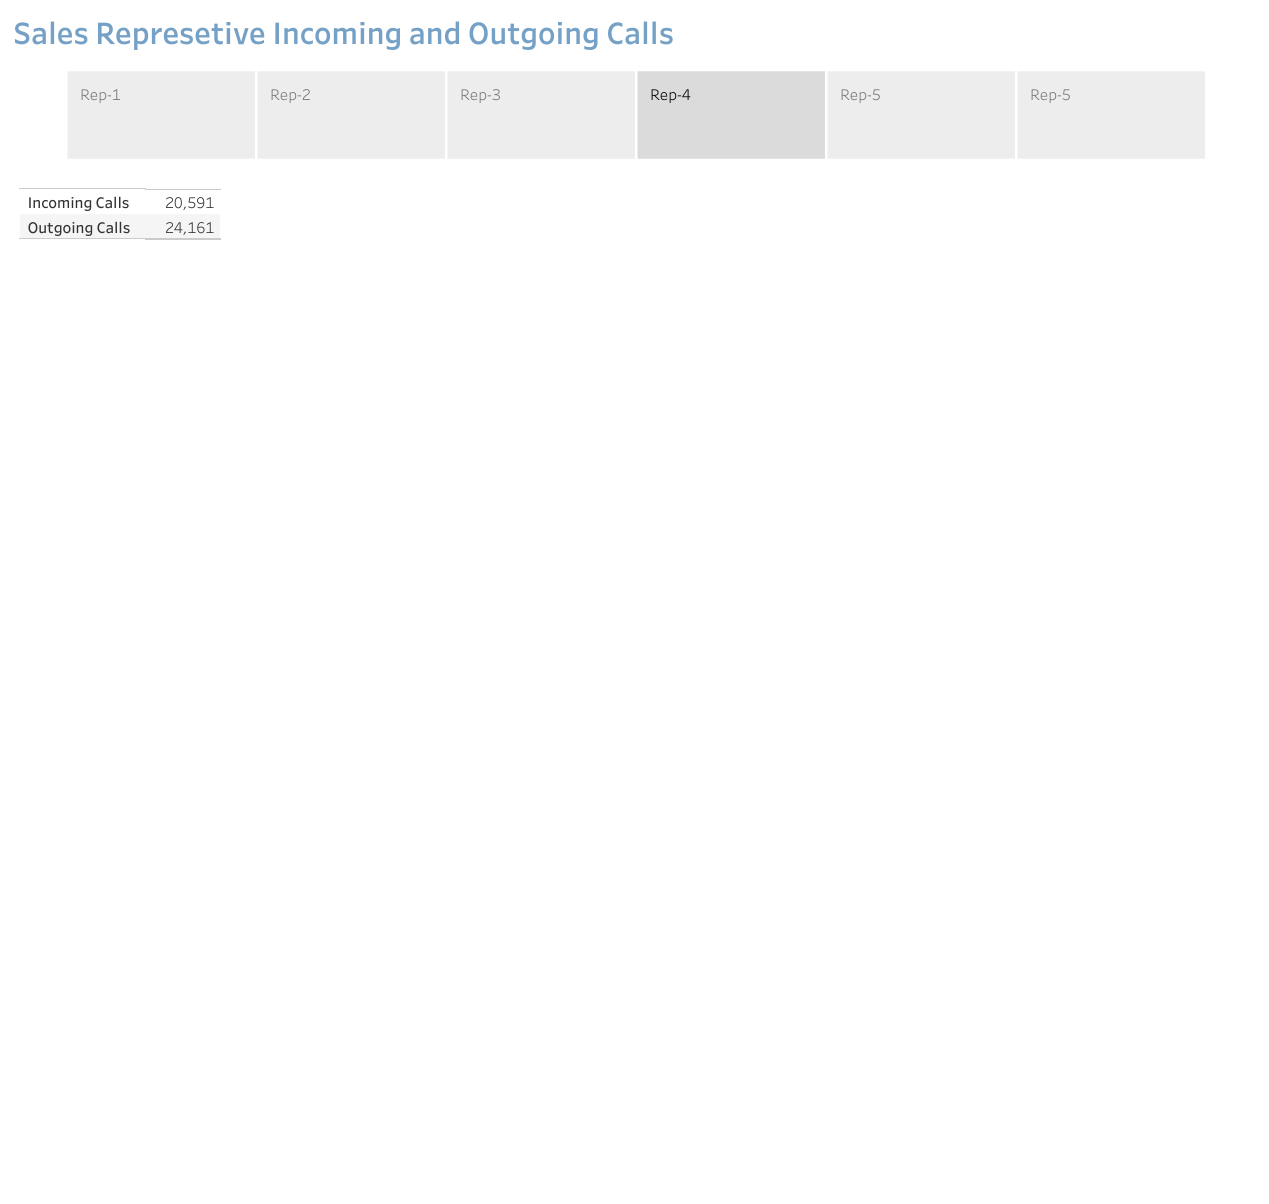 Sales Represetive Incoming and Outgoing Calls
Rep-1 Rep-2 Rep-3 Rep-4 Rep-5 Rep-5
Incoming Calls 20,591
Outgoing Calls 24,161